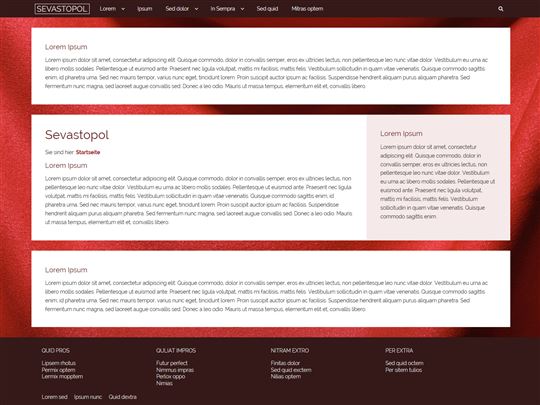 SEVASTOPOL Lorem Ipsum Sed dolor In Sempra Sed quid Mitras optem
Lorem Ipsum
Lorem ipsum dolor sit amet, consectetur adipiscing elit. Quisque commodo, dolor in convallis semper, eros ex ultricies lectus, non pellentesque leo nunc vitae dolor. Vestibulum eu urna ac
libero mollis sodales. Pellentesque ut euismod ante. Praesent nec ligula volutpat, mattis mi facilisis, mattis felis. Vestibulum sollicitudin in quam vitae venenatis. Quisque commodo sagittis
enim, id pharetra urna. Sed nec mauris tempor, varius nunc eget, tincidunt lorem. Proin suscipit auctor ipsum ac facilisis. Suspendisse hendrerit aliquam purus aliquam pharetra. Sed
fermentum nunc magna, sed laoreet augue convallis sed. Donec a leo odio. Mauris ut massa tempus, elementum velit et, convallis libero.
Sevastopol
Sie sind hier: Startseite
Lorem Ipsum
Lorem ipsum dolor sit amet, consectetur adipiscing elit. Quisque commodo, dolor in convallis semper, eros ex ultricies lectus, non
pellentesque leo nunc vitae dolor. Vestibulum eu urna ac libero mollis sodales. Pellentesque ut euismod ante. Praesent nec ligula
volutpat, mattis mi facilisis, mattis felis. Vestibulum sollicitudin in quam vitae venenatis. Quisque commodo sagittis enim, id
pharetra urna. Sed nec mauris tempor, varius nunc eget, tincidunt lorem. Proin suscipit auctor ipsum ac facilisis. Suspendisse
hendrerit aliquam purus aliquam pharetra. Sed fermentum nunc magna, sed laoreet augue convallis sed. Donec a leo odio. Mauris
ut massa tempus, elementum velit et, convallis libero.
Lorem Ipsum
Lorem ipsum dolor sit amet, consectetur
adipiscing elit. Quisque commodo, dolor in
convallis semper, eros ex ultricies lectus, non
pellentesque leo nunc vitae dolor. Vestibulum eu
urna ac libero mollis sodales. Pellentesque ut
euismod ante. Praesent nec ligula volutpat,
mattis mi facilisis, mattis felis. Vestibulum
sollicitudin in quam vitae venenatis. Quisque
commodo sagittis enim.
Lorem Ipsum
Lorem ipsum dolor sit amet, consectetur adipiscing elit. Quisque commodo, dolor in convallis semper, eros ex ultricies lectus, non pellentesque leo nunc vitae dolor. Vestibulum eu urna ac
libero mollis sodales. Pellentesque ut euismod ante. Praesent nec ligula volutpat, mattis mi facilisis, mattis felis. Vestibulum sollicitudin in quam vitae venenatis. Quisque commodo sagittis
enim, id pharetra urna. Sed nec mauris tempor, varius nunc eget, tincidunt lorem. Proin suscipit auctor ipsum ac facilisis. Suspendisse hendrerit aliquam purus aliquam pharetra. Sed
fermentum nunc magna, sed laoreet augue convallis sed. Donec a leo odio. Mauris ut massa tempus, elementum velit et, convallis libero.
QUID PROS
Lipsem rhotus
Permix optem
Lermix mopptem
QULIAT IMPROS
Futur perfect
Nimmus impras
Perlox oppo
Nimias
NITRAM EXTRO
Finitas dolor
Sed quid exctem
Nilias optem
PER EXTRA
Sed quid octem
Per sitem tulios
Lorem sed Ipsum nunc Quid dextra